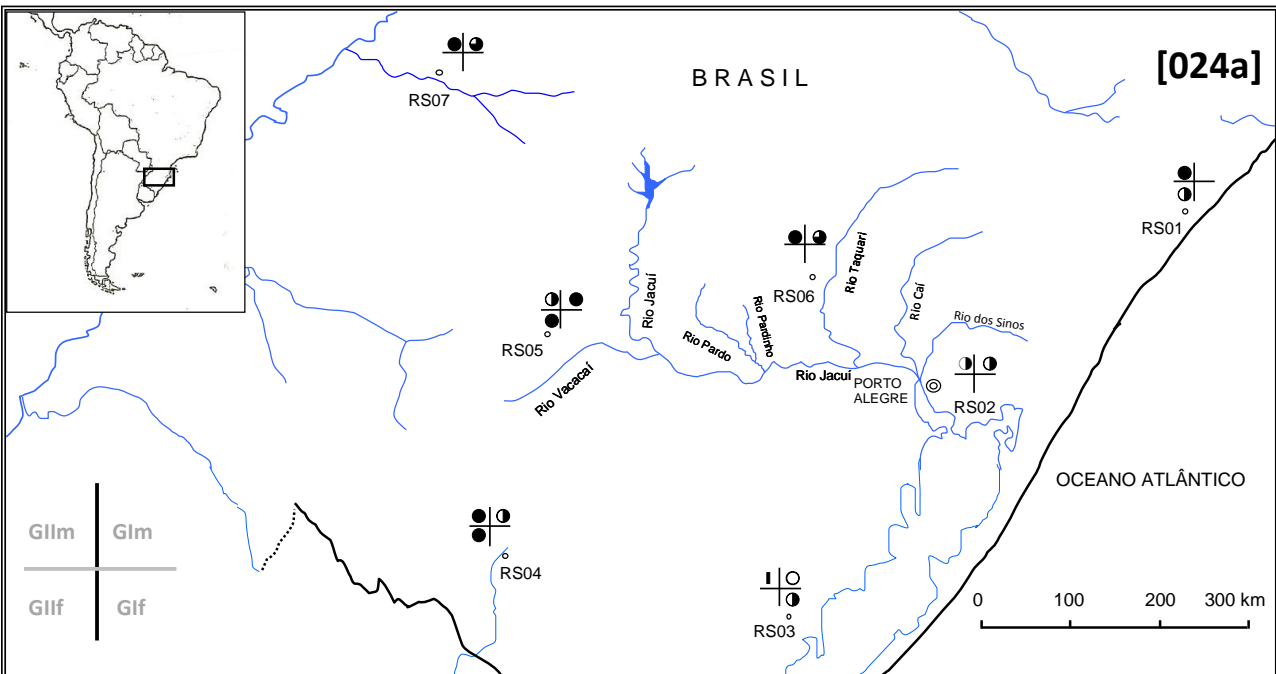 BRASIL
[024a]
RS07
RS01
Rio Jacuí
RS06
Rio Taquari
Rio Caí
Rio dos Sinos
RS05
Rio Pardo
Rio Pardinho
Rio Vacacaí
Rio Jacuí
PORTO
ALEGRE
RS02
OCEANO ATLÂNTICO
GIIm
GIm
GIIf
GIf
RS04
RS03
0 100 200 300 km